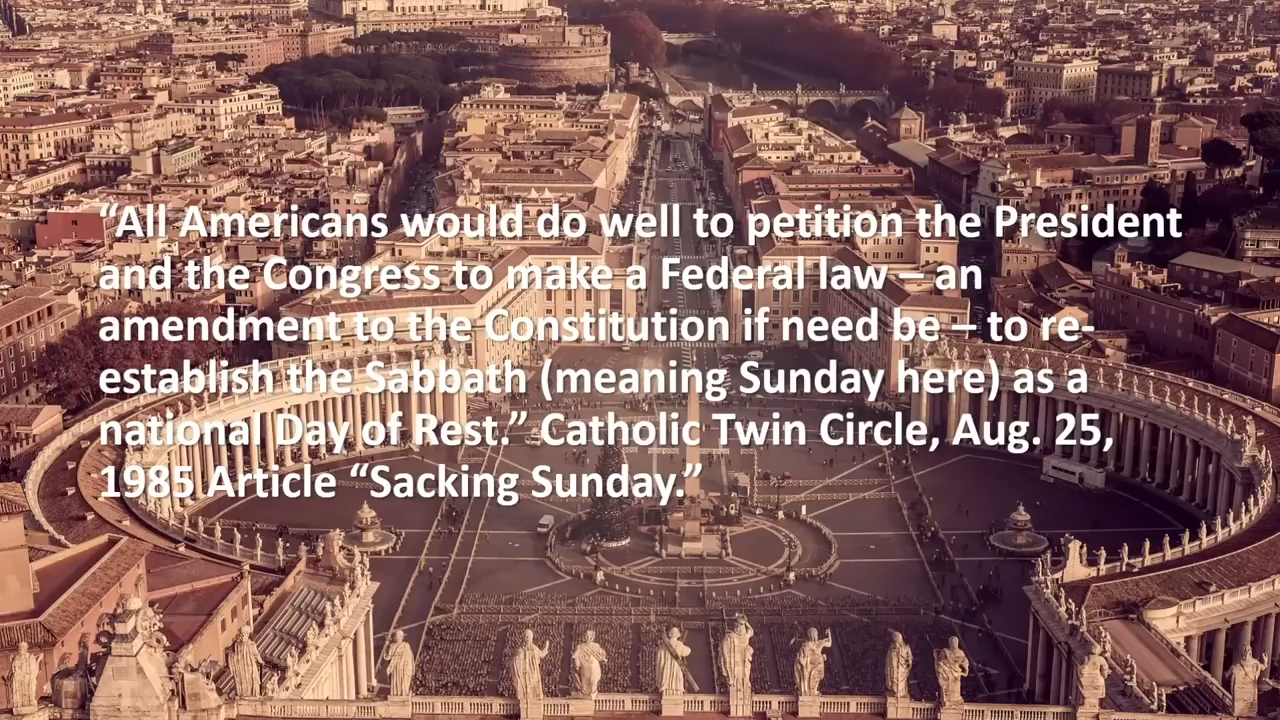 “All Americans would do well to petition the President
and the Congress to make a Federal law – an
amendment to the Constitution if need be – to re-
establish the Sabbath (meaning Sunday here) as a
national Day of Rest.” Catholic Twin Circle, Aug. 25,
1985 Article “Sacking Sunday.”